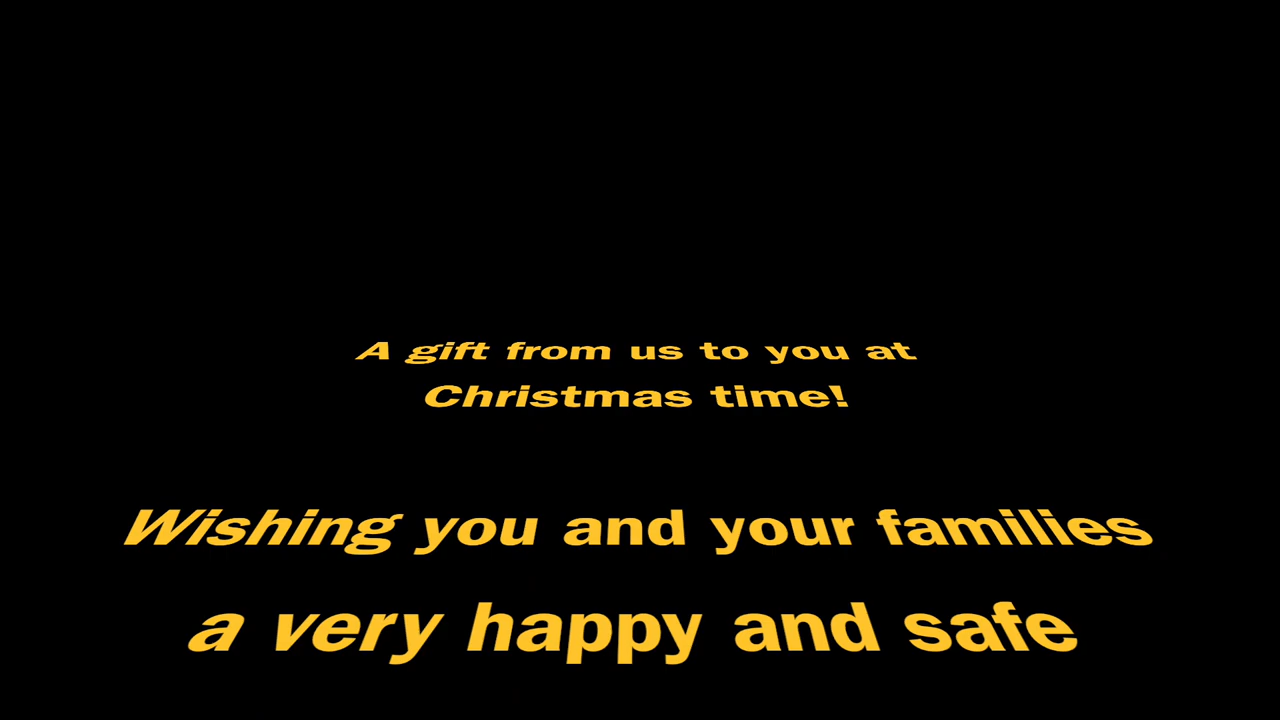 A gift from us to you at
Christmas time!
Wishing you and your families
a very happy and safe